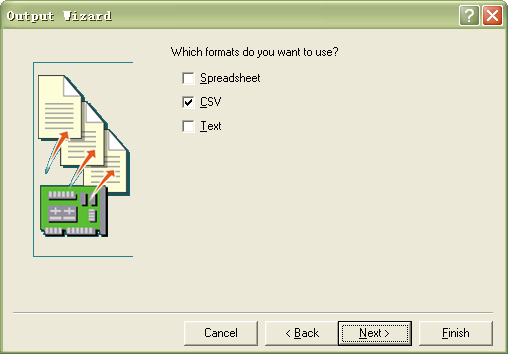 Output Wizard
Which formats do you want to use?
Spreadsheet
CSV
Text
Cancel
< Back
Next >
Finish